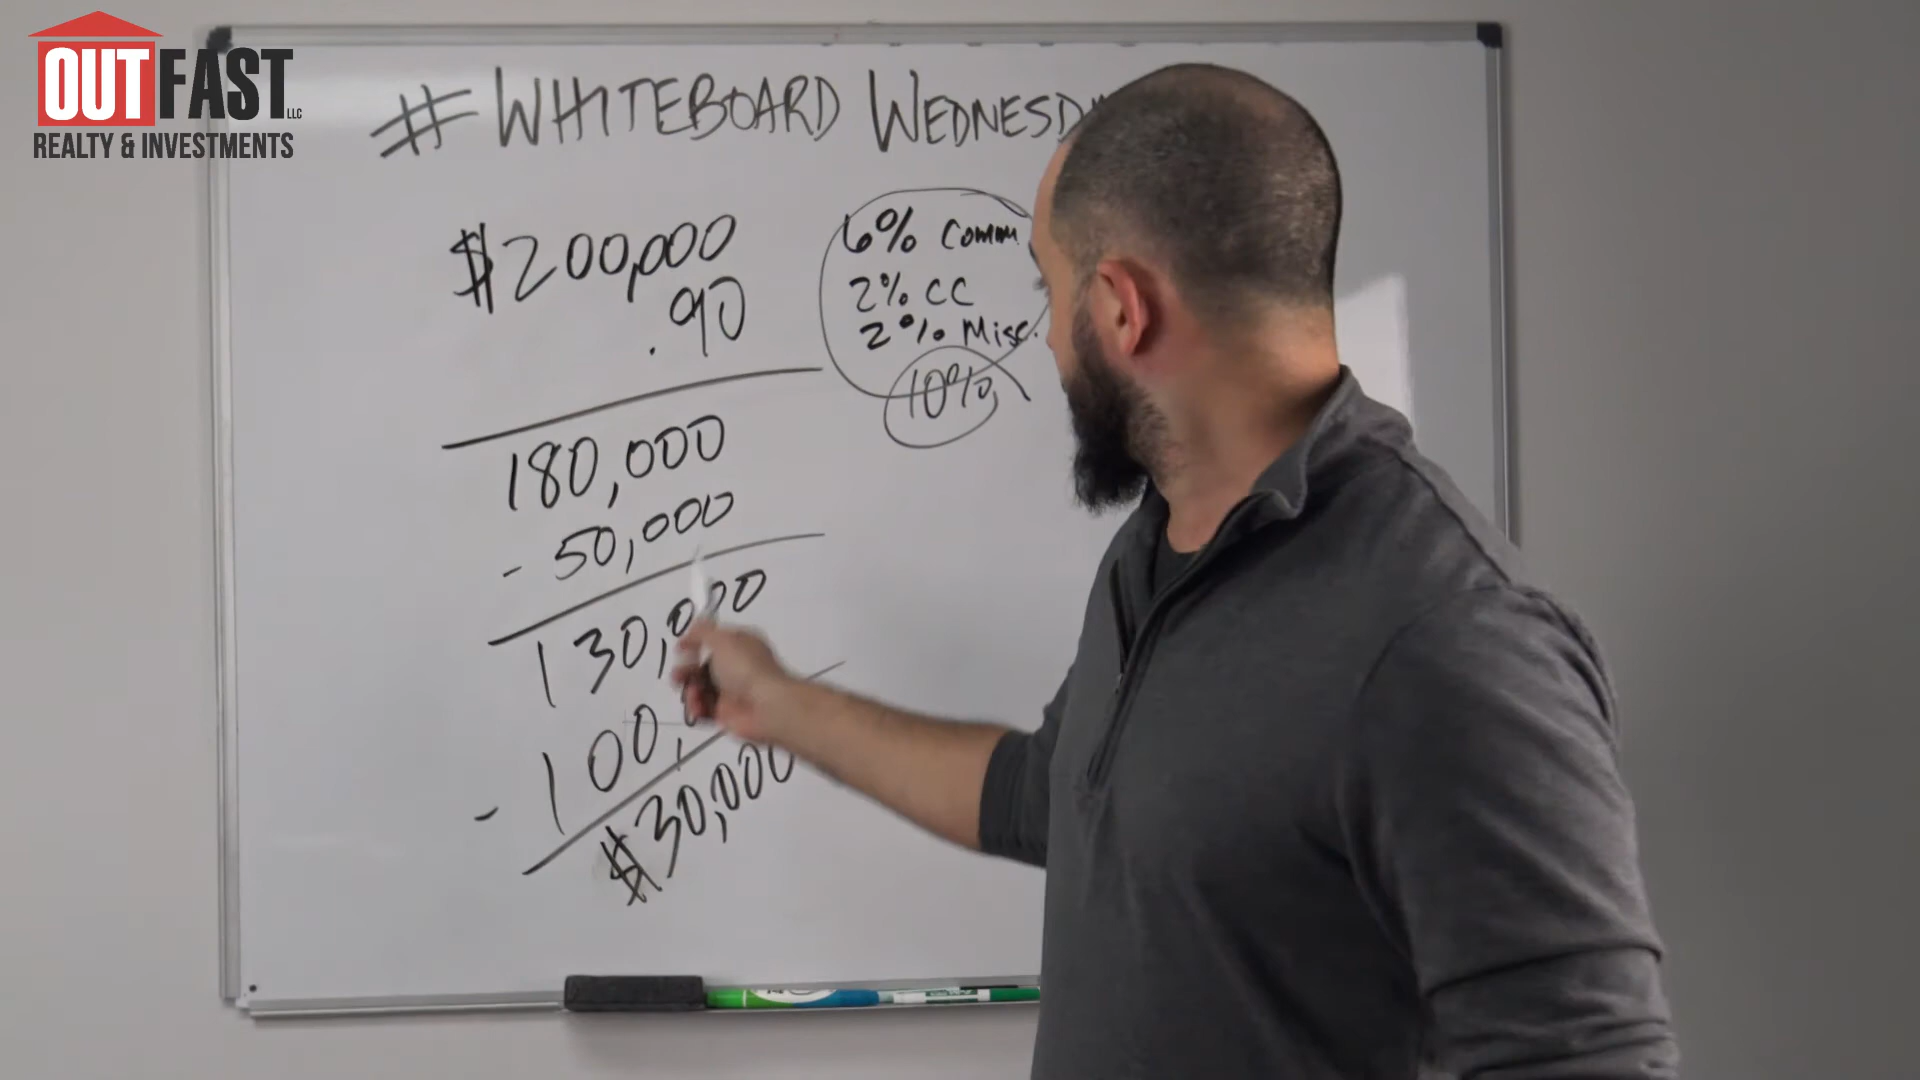 OUTFAST LLC
REALTY & INVESTMENTS
# WHITEBOARD WEDNESD
$200,000
.90
180,000
- 50,000
130,000
- 100,
$30,000
6% Comm.
2% CC
2% Misc.
10%